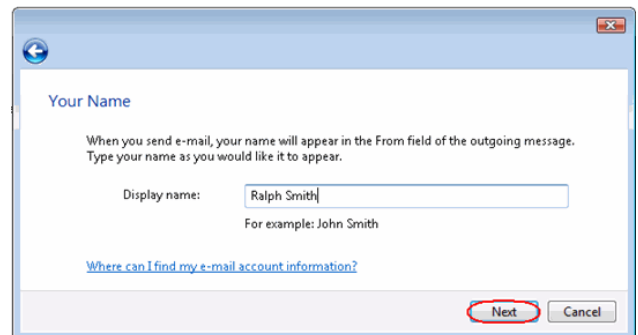 Your Name
When you send e-mail, your name will appear in the From field of the outgoing message.
Type your name as you would like it to appear.
Display name: Ralph Smith
For example: John Smith
Where can I find my e-mail account information?
Next Cancel